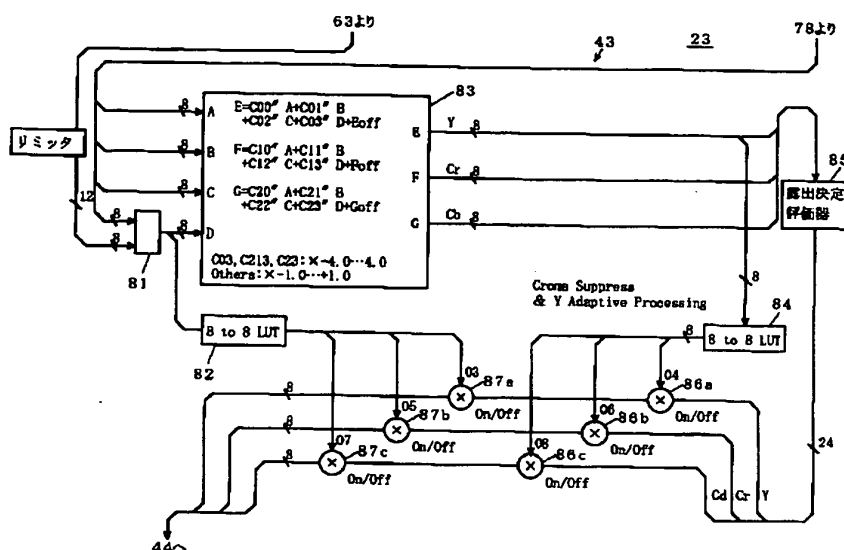 63より
43
23
78より
83
A
B
C
D
E=C00″ A+C01″ B
+C02″ C+C03″ D+Eoff
F=C10″ A+C11″ B
+C12″ C+C13″ D+Foff
G=C20″ A+C21″ B
+C22″ C+C23″ D+Goff
C03,C213,C23:×-4.0…4.0
Others:×-1.0…+1.0
E
F
G
Y
8
Cr
8
Cb
8
8
8
8
8
リミッタ
12
8
8
81
85
露出決定
評価器
8
Croma Suppress
& Y Adaptive Processing
84
8 to 8 LUT
8
8 to 8 LUT
82
03
87a
On/Off
04
86a
On/Off
8
05
87b
On/Off
06
86b
On/Off
8
07
87c
On/Off
08
86c
On/Off
8
24
Cd
Cr
Y
44へ